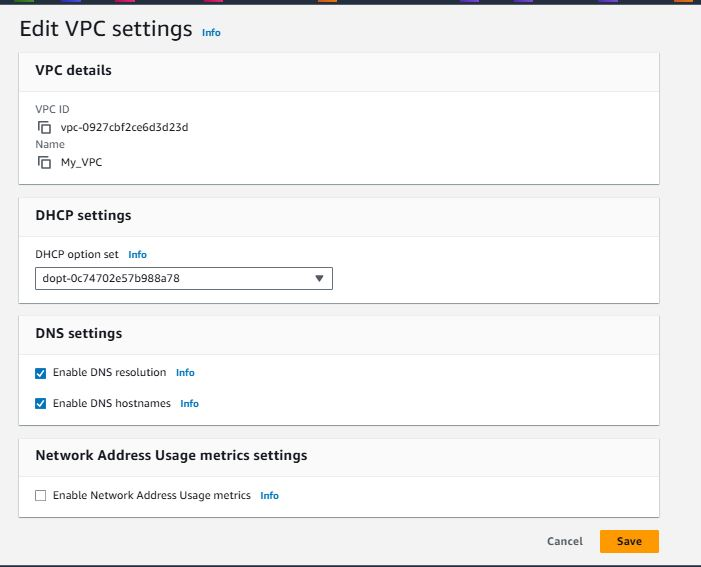 Edit VPC settings Info
VPC details
VPC ID
vpc-0927cbf2ce6d3d23d
Name
My_VPC
DHCP settings
DHCP option set Info
dopt-0c74702e57b988a78
DNS settings
Enable DNS resolution Info
Enable DNS hostnames Info
Network Address Usage metrics settings
Enable Network Address Usage metrics Info
Cancel Save